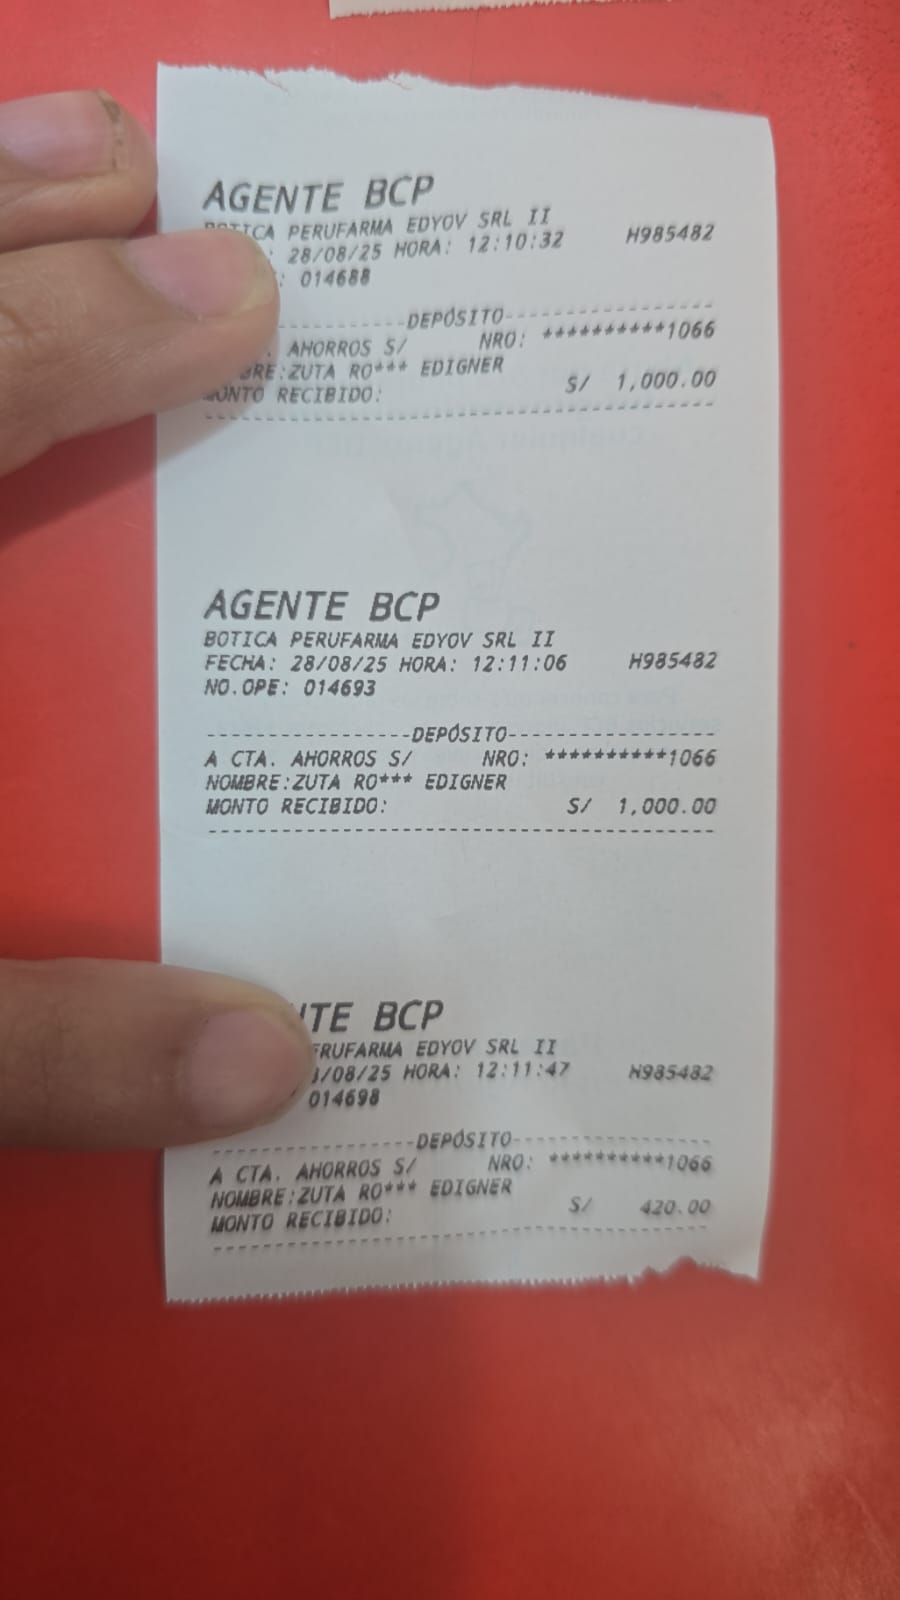 AGENTE BCP
BOTICA PERUFARMA EDYOV SRL II
28/08/25 HORA: 12:10:32 H985482
: 014688
DEPÓSITO
. AHORROS S/ NRO: **********1066
BRE:ZUTA RO*** EDIGNER
MONTO RECIBIDO: S/ 1,000.00
AGENTE BCP
BOTICA PERUFARMA EDYOV SRL II
FECHA: 28/08/25 HORA: 12:11:06 H985482
NO.OPE: 014693
DEPÓSITO
A CTA. AHORROS S/ NRO: **********1066
NOMBRE:ZUTA RO*** EDIGNER
MONTO RECIBIDO: S/ 1,000.00
NTE BCP
ERUFARMA EDYOV SRL II
/08/25 HORA: 12:11:47 H985482
014698
DEPÓSITO
A CTA. AHORROS S/ NRO: **********1066
NOMBRE:ZUTA RO*** EDIGNER
MONTO RECIBIDO: S/ 420.00